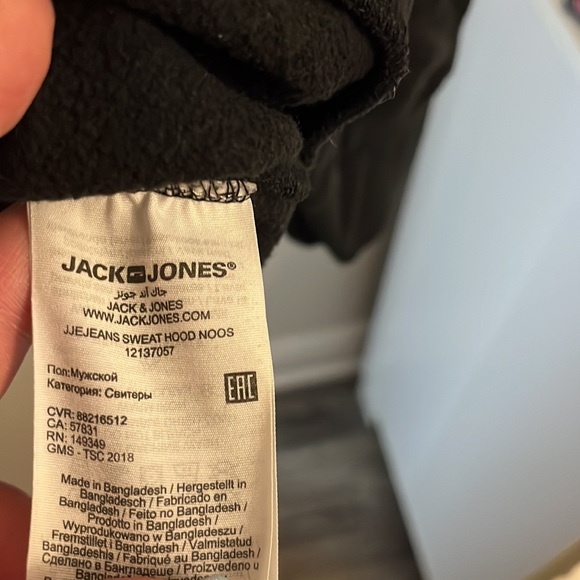 JACK JONES®
جاك أند جونز
JACK & JONES
WWW.JACKJONES.COM
JJEJEANS SWEAT HOOD NOOS
12137057
Пол:Мужской
Категория: Свитеры
EAC
CVR: 88216512
CA: 57831
RN: 149349
GMS - TSC 2018
Made in Bangladesh / Hergestellt in
Bangladesch / Fabricado en
Bangladesh / Feito no Bangladesh /
Prodotto in Bangladesh /
Wyprodukowano w Bangladeszu /
Fremstillet i Bangladesh / Valmistatud
Bangladeshis / Fabriqué au Bangladesh /
Сделано в Бангладеше / Proizvedeno u